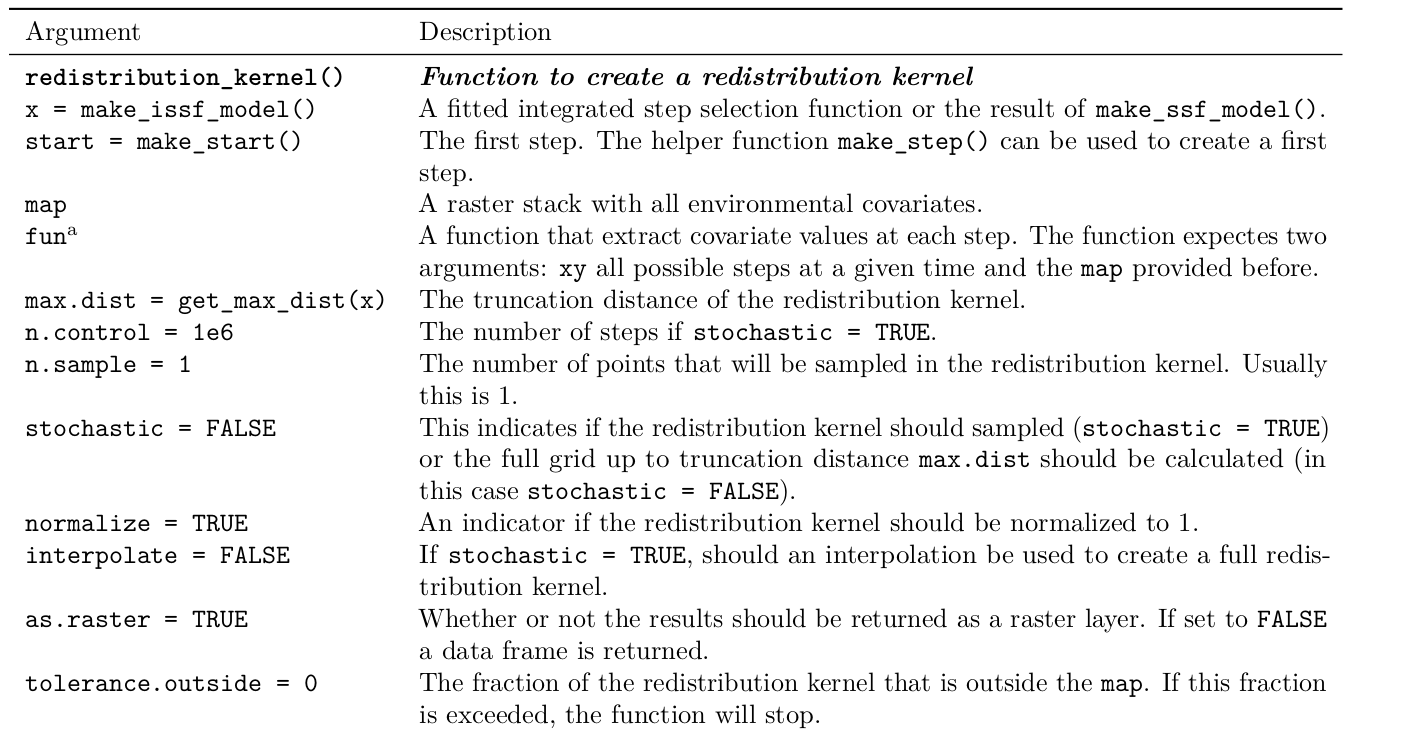 Argument Description
redistribution_kernel() Function to create a redistribution kernel
x = make_issf_model() A fitted integrated step selection function or the result of make_ssf_model().
start = make_start() The first step. The helper function make_step() can be used to create a first
step.
map A raster stack with all environmental covariates.
fun^a A function that extract covariate values at each step. The function expectes two
arguments: xy all possible steps at a given time and the map provided before.
max.dist = get_max_dist(x) The truncation distance of the redistribution kernel.
n.control = 1e6 The number of steps if stochastic = TRUE.
n.sample = 1 The number of points that will be sampled in the redistribution kernel. Usually
this is 1.
stochastic = FALSE This indicates if the redistribution kernel should sampled (stochastic = TRUE)
or the full grid up to truncation distance max.dist should be calculated (in
this case stochastic = FALSE).
normalize = TRUE An indicator if the redistribution kernel should be normalized to 1.
interpolate = FALSE If stochastic = TRUE, should an interpolation be used to create a full redis-
tribution kernel.
as.raster = TRUE Whether or not the results should be returned as a raster layer. If set to FALSE
a data frame is returned.
tolerance.outside = 0 The fraction of the redistribution kernel that is outside the map. If this fraction
is exceeded, the function will stop.